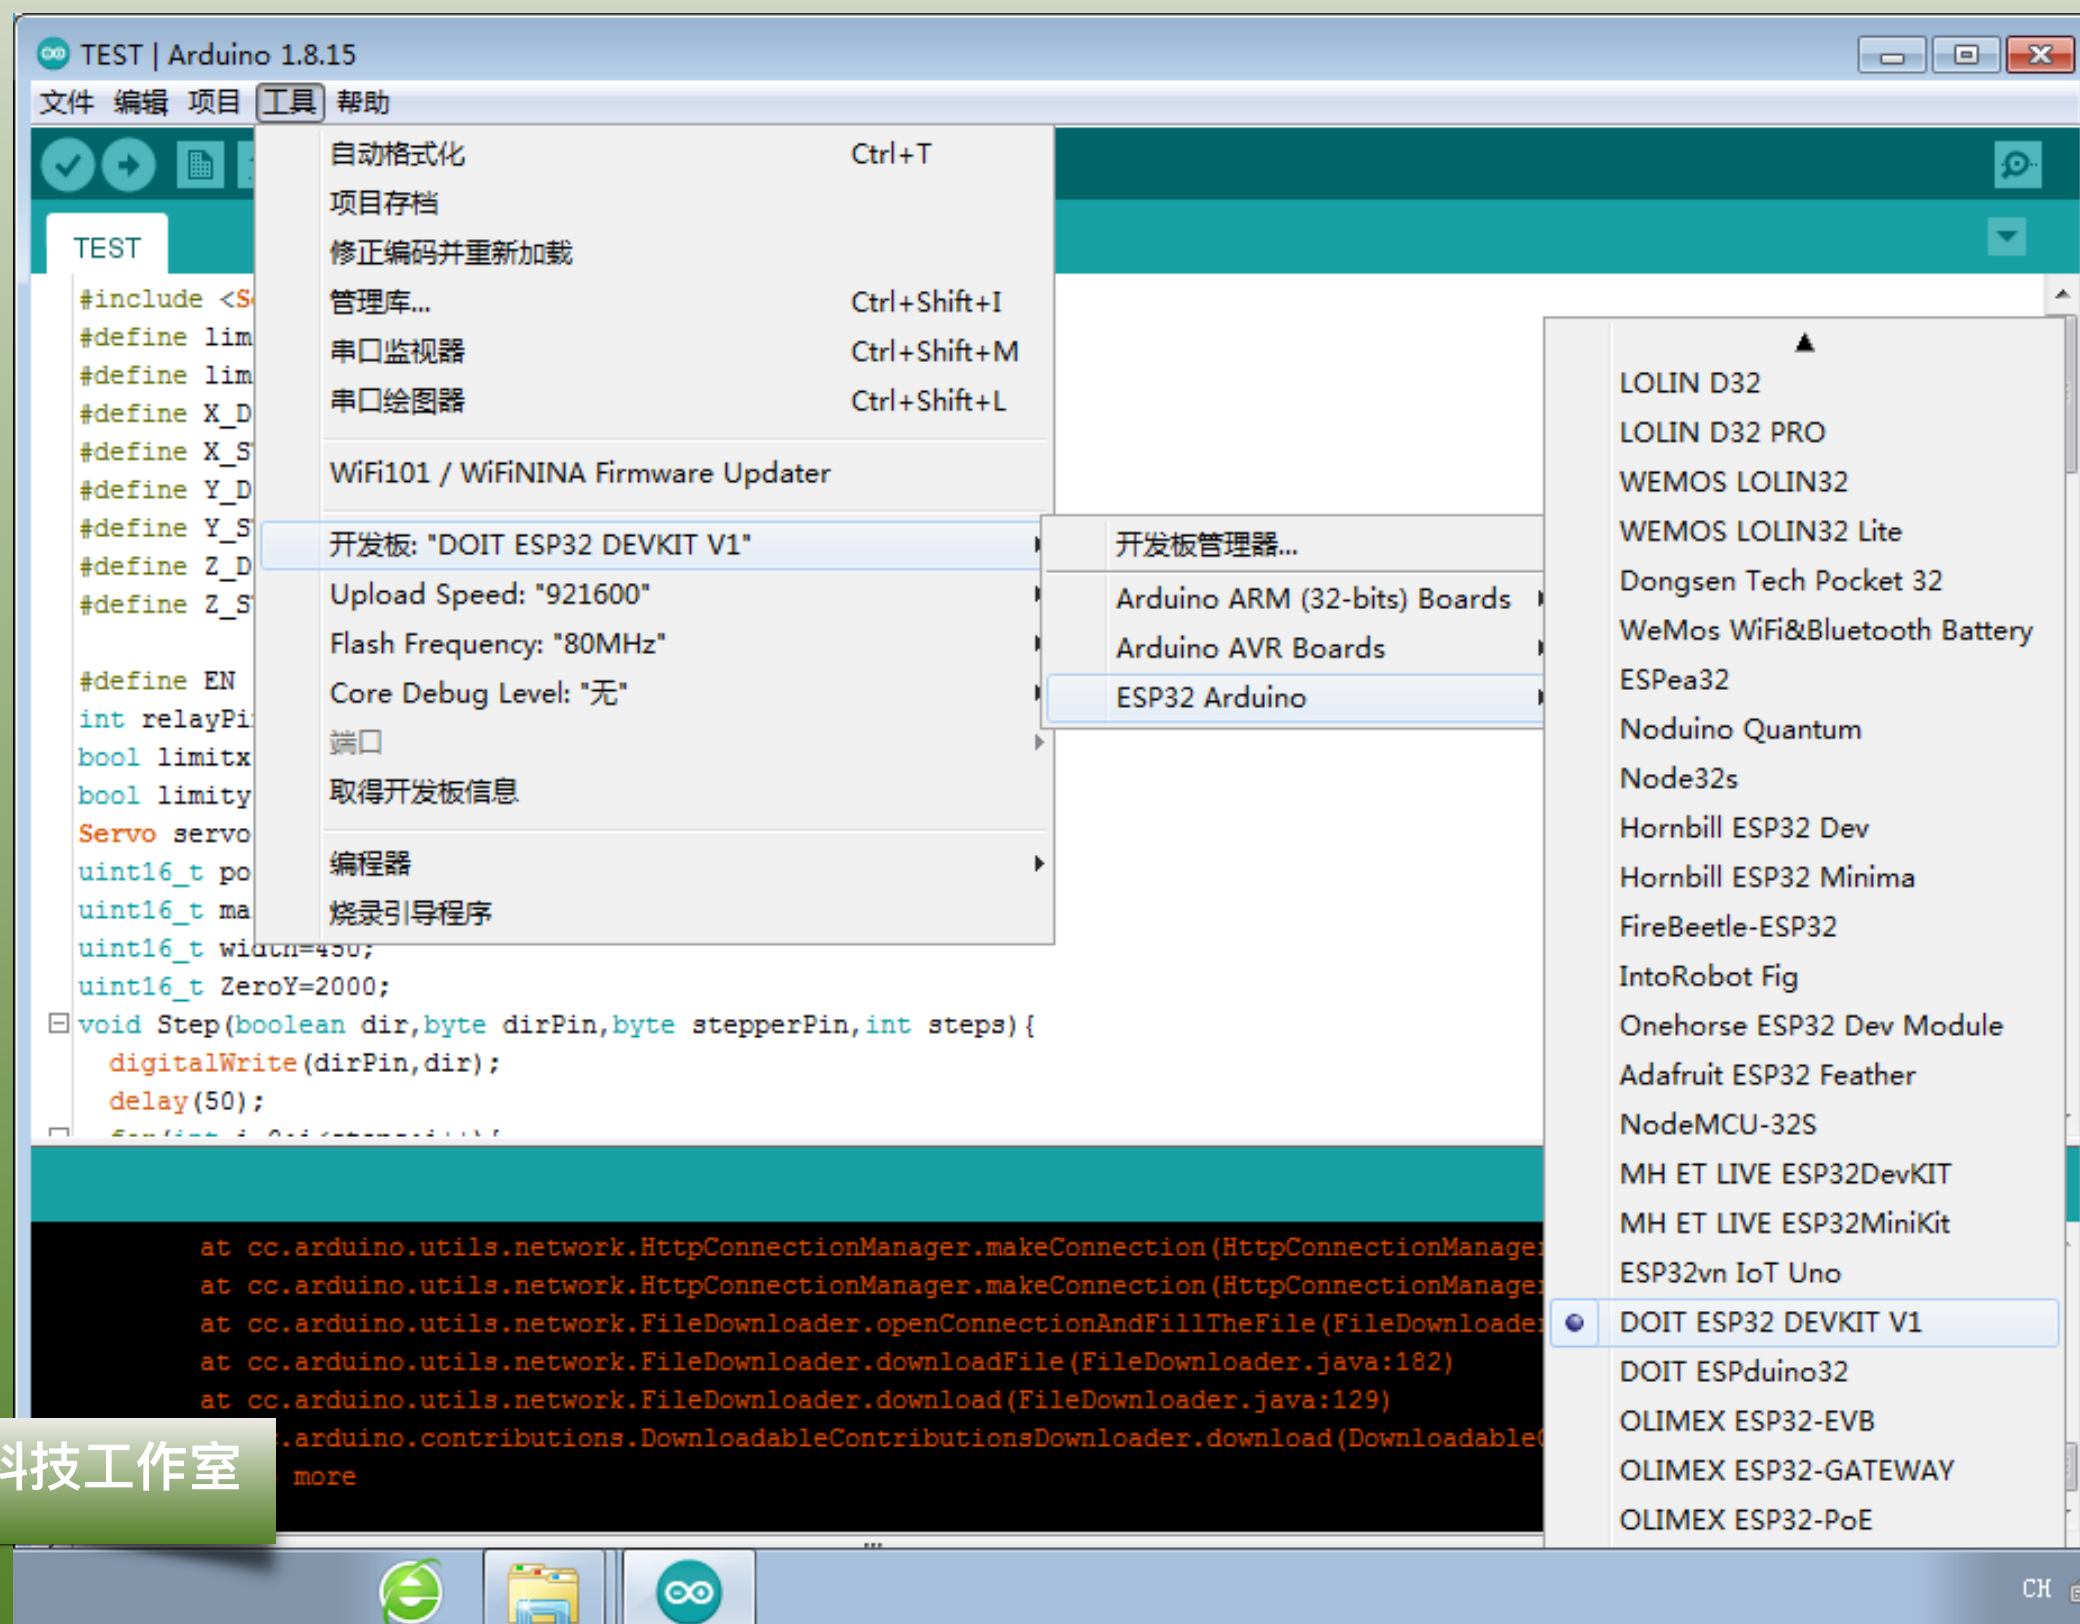 TEST | Arduino 1.8.15
文件 编辑 项目 工具 帮助
自动格式化 Ctrl+T
项目存档
修正编码并重新加载
管理库... Ctrl+Shift+I
串口监视器 Ctrl+Shift+M
串口绘图器 Ctrl+Shift+L
WiFi101 / WiFiNINA Firmware Updater
开发板: "DOIT ESP32 DEVKIT V1"
Upload Speed: "921600"
Flash Frequency: "80MHz"
Core Debug Level: "无"
端口
取得开发板信息
编程器
烧录引导程序
开发板管理器...
Arduino ARM (32-bits) Boards
Arduino AVR Boards
ESP32 Arduino
LOLIN D32
LOLIN D32 PRO
WEMOS LOLIN32
WEMOS LOLIN32 Lite
Dongsen Tech Pocket 32
WeMos WiFi&Bluetooth Battery
ESPea32
Noduino Quantum
Node32s
Hornbill ESP32 Dev
Hornbill ESP32 Minima
FireBeetle-ESP32
IntoRobot Fig
Onehorse ESP32 Dev Module
Adafruit ESP32 Feather
NodeMCU-32S
MH ET LIVE ESP32DevKIT
MH ET LIVE ESP32MiniKit
ESP32vn IoT Uno
DOIT ESP32 DEVKIT V1
DOIT ESPduino32
OLIMEX ESP32-EVB
OLIMEX ESP32-GATEWAY
OLIMEX ESP32-PoE
TEST
#include <S
#define lim
#define lim
#define X_D
#define X_S
#define Y_D
#define Y_S
#define Z_D
#define Z_S
#define EN
int relayPi
bool limitx
bool limity
Servo servo
uint16_t po
uint16_t ma
uint16_t width=450;
uint16_t ZeroY=2000;
void Step(boolean dir,byte dirPin,byte stepperPin,int steps){
digitalWrite(dirPin,dir);
delay(50);
at cc.arduino.utils.network.HttpConnectionManager.makeConnection(HttpConnectionManager
at cc.arduino.utils.network.HttpConnectionManager.makeConnection(HttpConnectionManager
at cc.arduino.utils.network.FileDownloader.openConnectionAndFillTheFile(FileDownloader
at cc.arduino.utils.network.FileDownloader.downloadFile(FileDownloader.java:182)
at cc.arduino.utils.network.FileDownloader.download(FileDownloader.java:129)
.arduino.contributions.DownloadableContributionsDownloader.download(Downloadable
more
科技工作室
CH